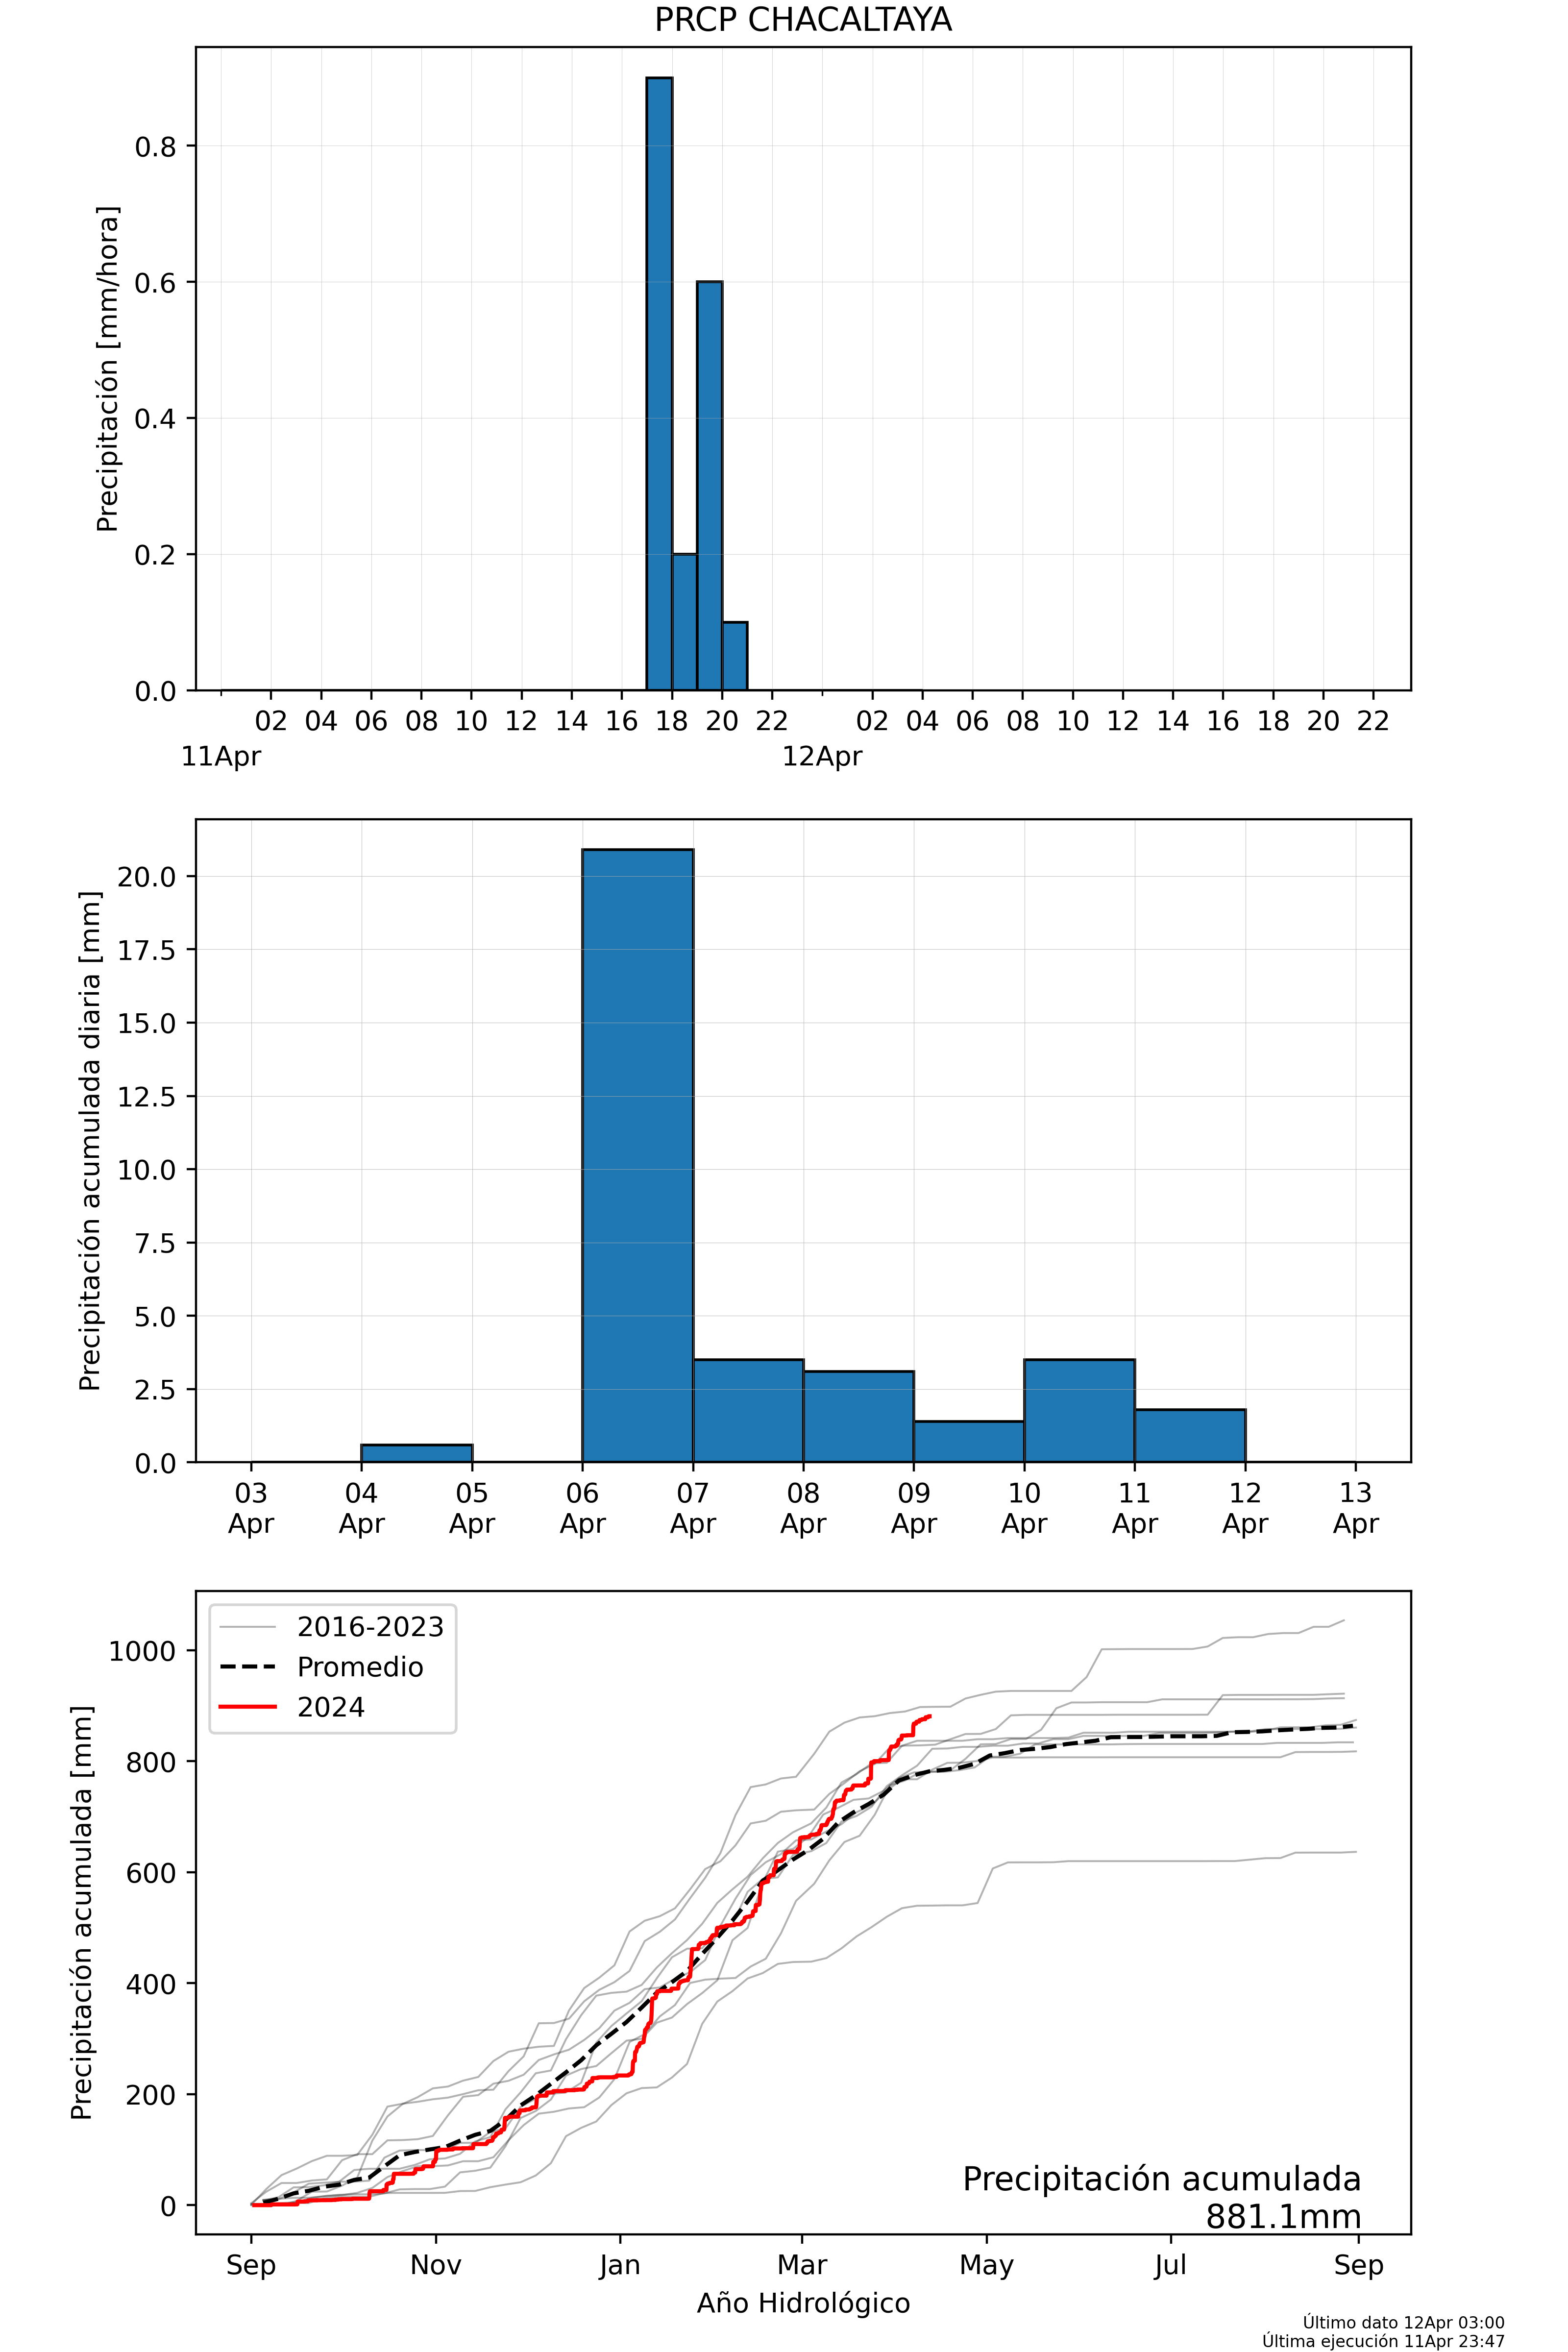 PRCP CHACALTAYA
Precipitación [mm/hora]
0.8
0.6
0.4
0.2
0.0
02 04 06 08 10 12 14 16 18 20 22 02 04 06 08 10 12 14 16 18 20 22
11Apr 12Apr
Precipitación acumulada diaria [mm]
20.0
17.5
15.0
12.5
10.0
7.5
5.0
2.5
0.0
03 04 05 06 07 08 09 10 11 12 13
Apr Apr Apr Apr Apr Apr Apr Apr Apr Apr Apr
Precipitación acumulada [mm]
1000
800
600
400
200
0
2016-2023
Promedio
2024
Precipitación acumulada
881.1mm
Sep Nov Jan Mar May Jul Sep
Año Hidrológico
Último dato 12Apr 03:00
Última ejecución 11Apr 23:47